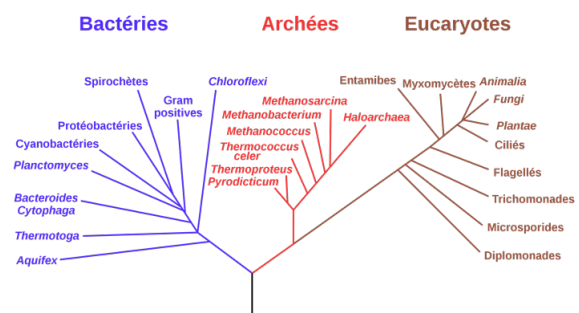 Bactéries
Archées
Eucaryotes
Spirochètes
Chloroflexi
Gram
positives
Protéobactéries
Cyanobactéries
Planctomyces
Bacteroides
Cytophaga
Thermotoga
Aquifex
Methanosarcina
Methanobacterium
Haloarchaea
Methanococcus
Thermococcus
celer
Thermoproteus
Pyrodicticum
Entamibes
Myxomycètes
Animalia
Fungi
Plantae
Ciliés
Flagellés
Trichomonades
Microsporides
Diplomonades